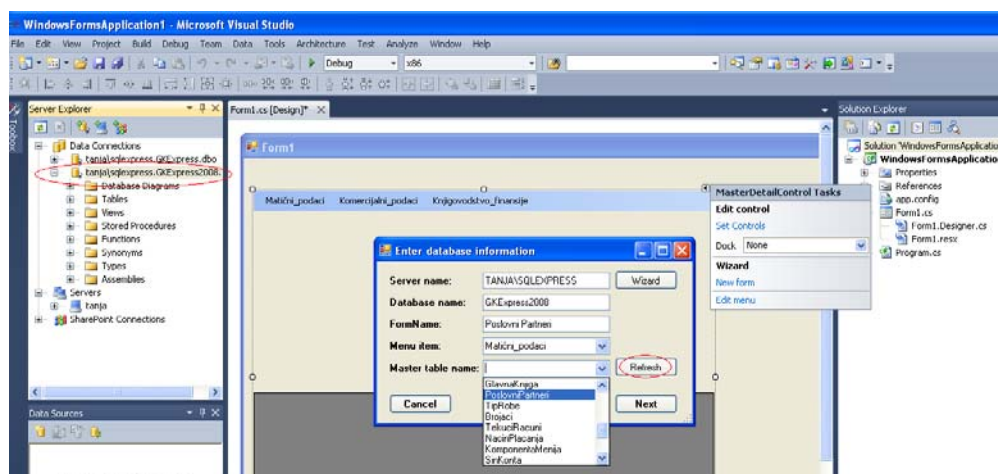 WindowsFormsApplication1 - Microsoft Visual Studio
File Edit View Project Build Debug Team Data Tools Architecture Test Analyze Window Help
Debug x86
Server Explorer
Form1.cs [Design]*
Solution Explorer
Toolbox
Data Connections
tanja\sqlexpress.GKExpress.dbo
tanja\sqlexpress.GKExpress2008.
Database Diagrams
Tables
Views
Stored Procedures
Functions
Synonyms
Types
Assemblies
Servers
tanja
SharePoint Connections
Data Sources
Form1
Matični_podaci Komercijalni_podaci Knjigovodstvo_finansije
MasterDetailControl Tasks
Edit control
Set Controls
Dock None
Wizard
New form
Edit menu
Enter database information
Server name: TANJA\SQLEXPRESS Wizard
Database name: GKExpress2008
FormName: Poslovni Partneri
Menu item: Matični_podaci
Master table name: Refresh
GlavnaKnjiga
PoslovniPartneri
TipRobe
Brojaci
TekuciRacuni
NacinPlacanja
KomponenteMenija
SinKonta
Cancel Next
Solution 'WindowsFormsApplicatio
WindowsFormsApplicatio
Properties
References
app.config
Form1.cs
Form1.Designer.cs
Form1.resx
Program.cs